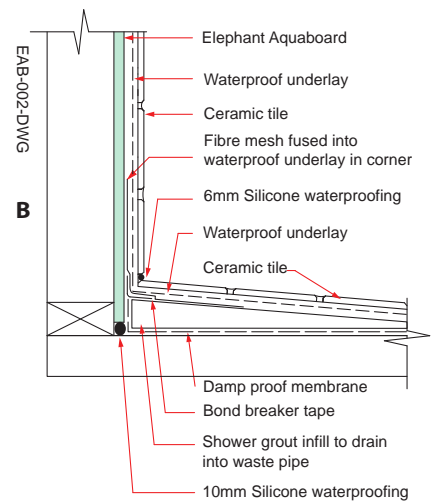 Elephant Aquaboard
EAB-002-DWG
Waterproof underlay
Ceramic tile
Fibre mesh fused into
waterproof underlay in corner
B
6mm Silicone waterproofing
Waterproof underlay
Ceramic tile
Damp proof membrane
Bond breaker tape
Shower grout infill to drain
into waste pipe
10mm Silicone waterproofing